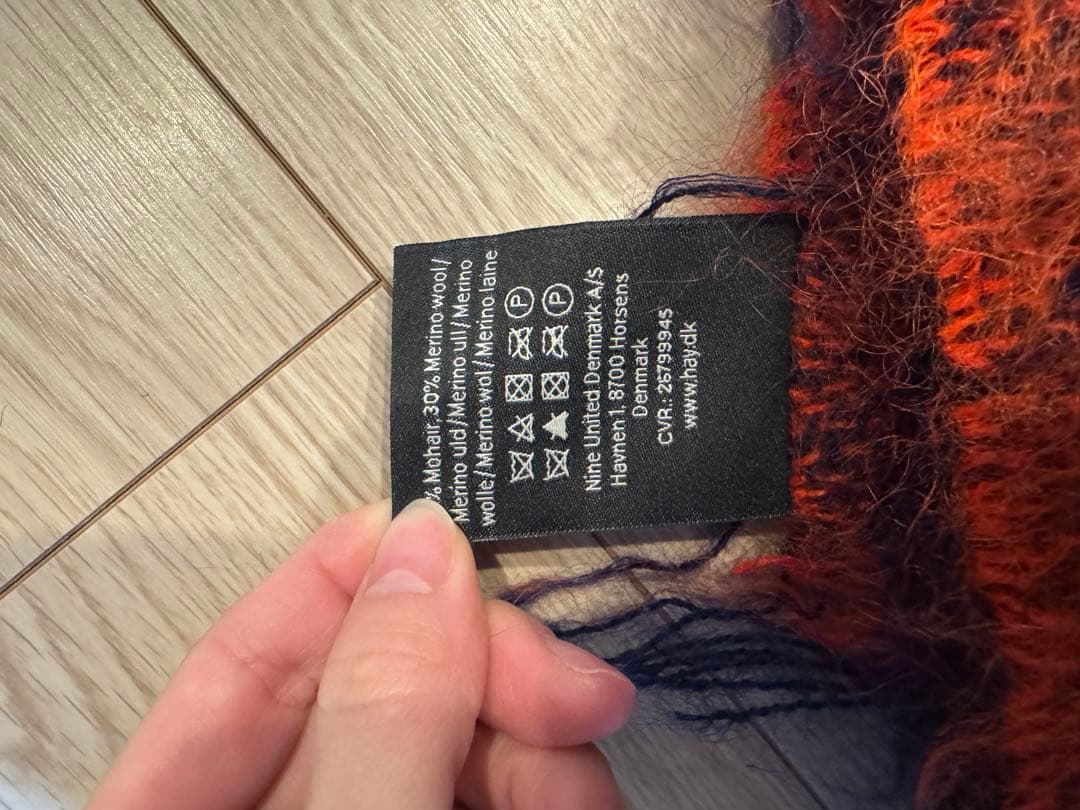 % Mohair, 30% Merino wool/
Merino uld/Merino ull/Merino
wolle/Merino wol/Merino laine
P
P
Nine United Denmark A/S
Havnen 1. 8700 Horsens
Denmark
CVR.: 26799945
www.hay.dk